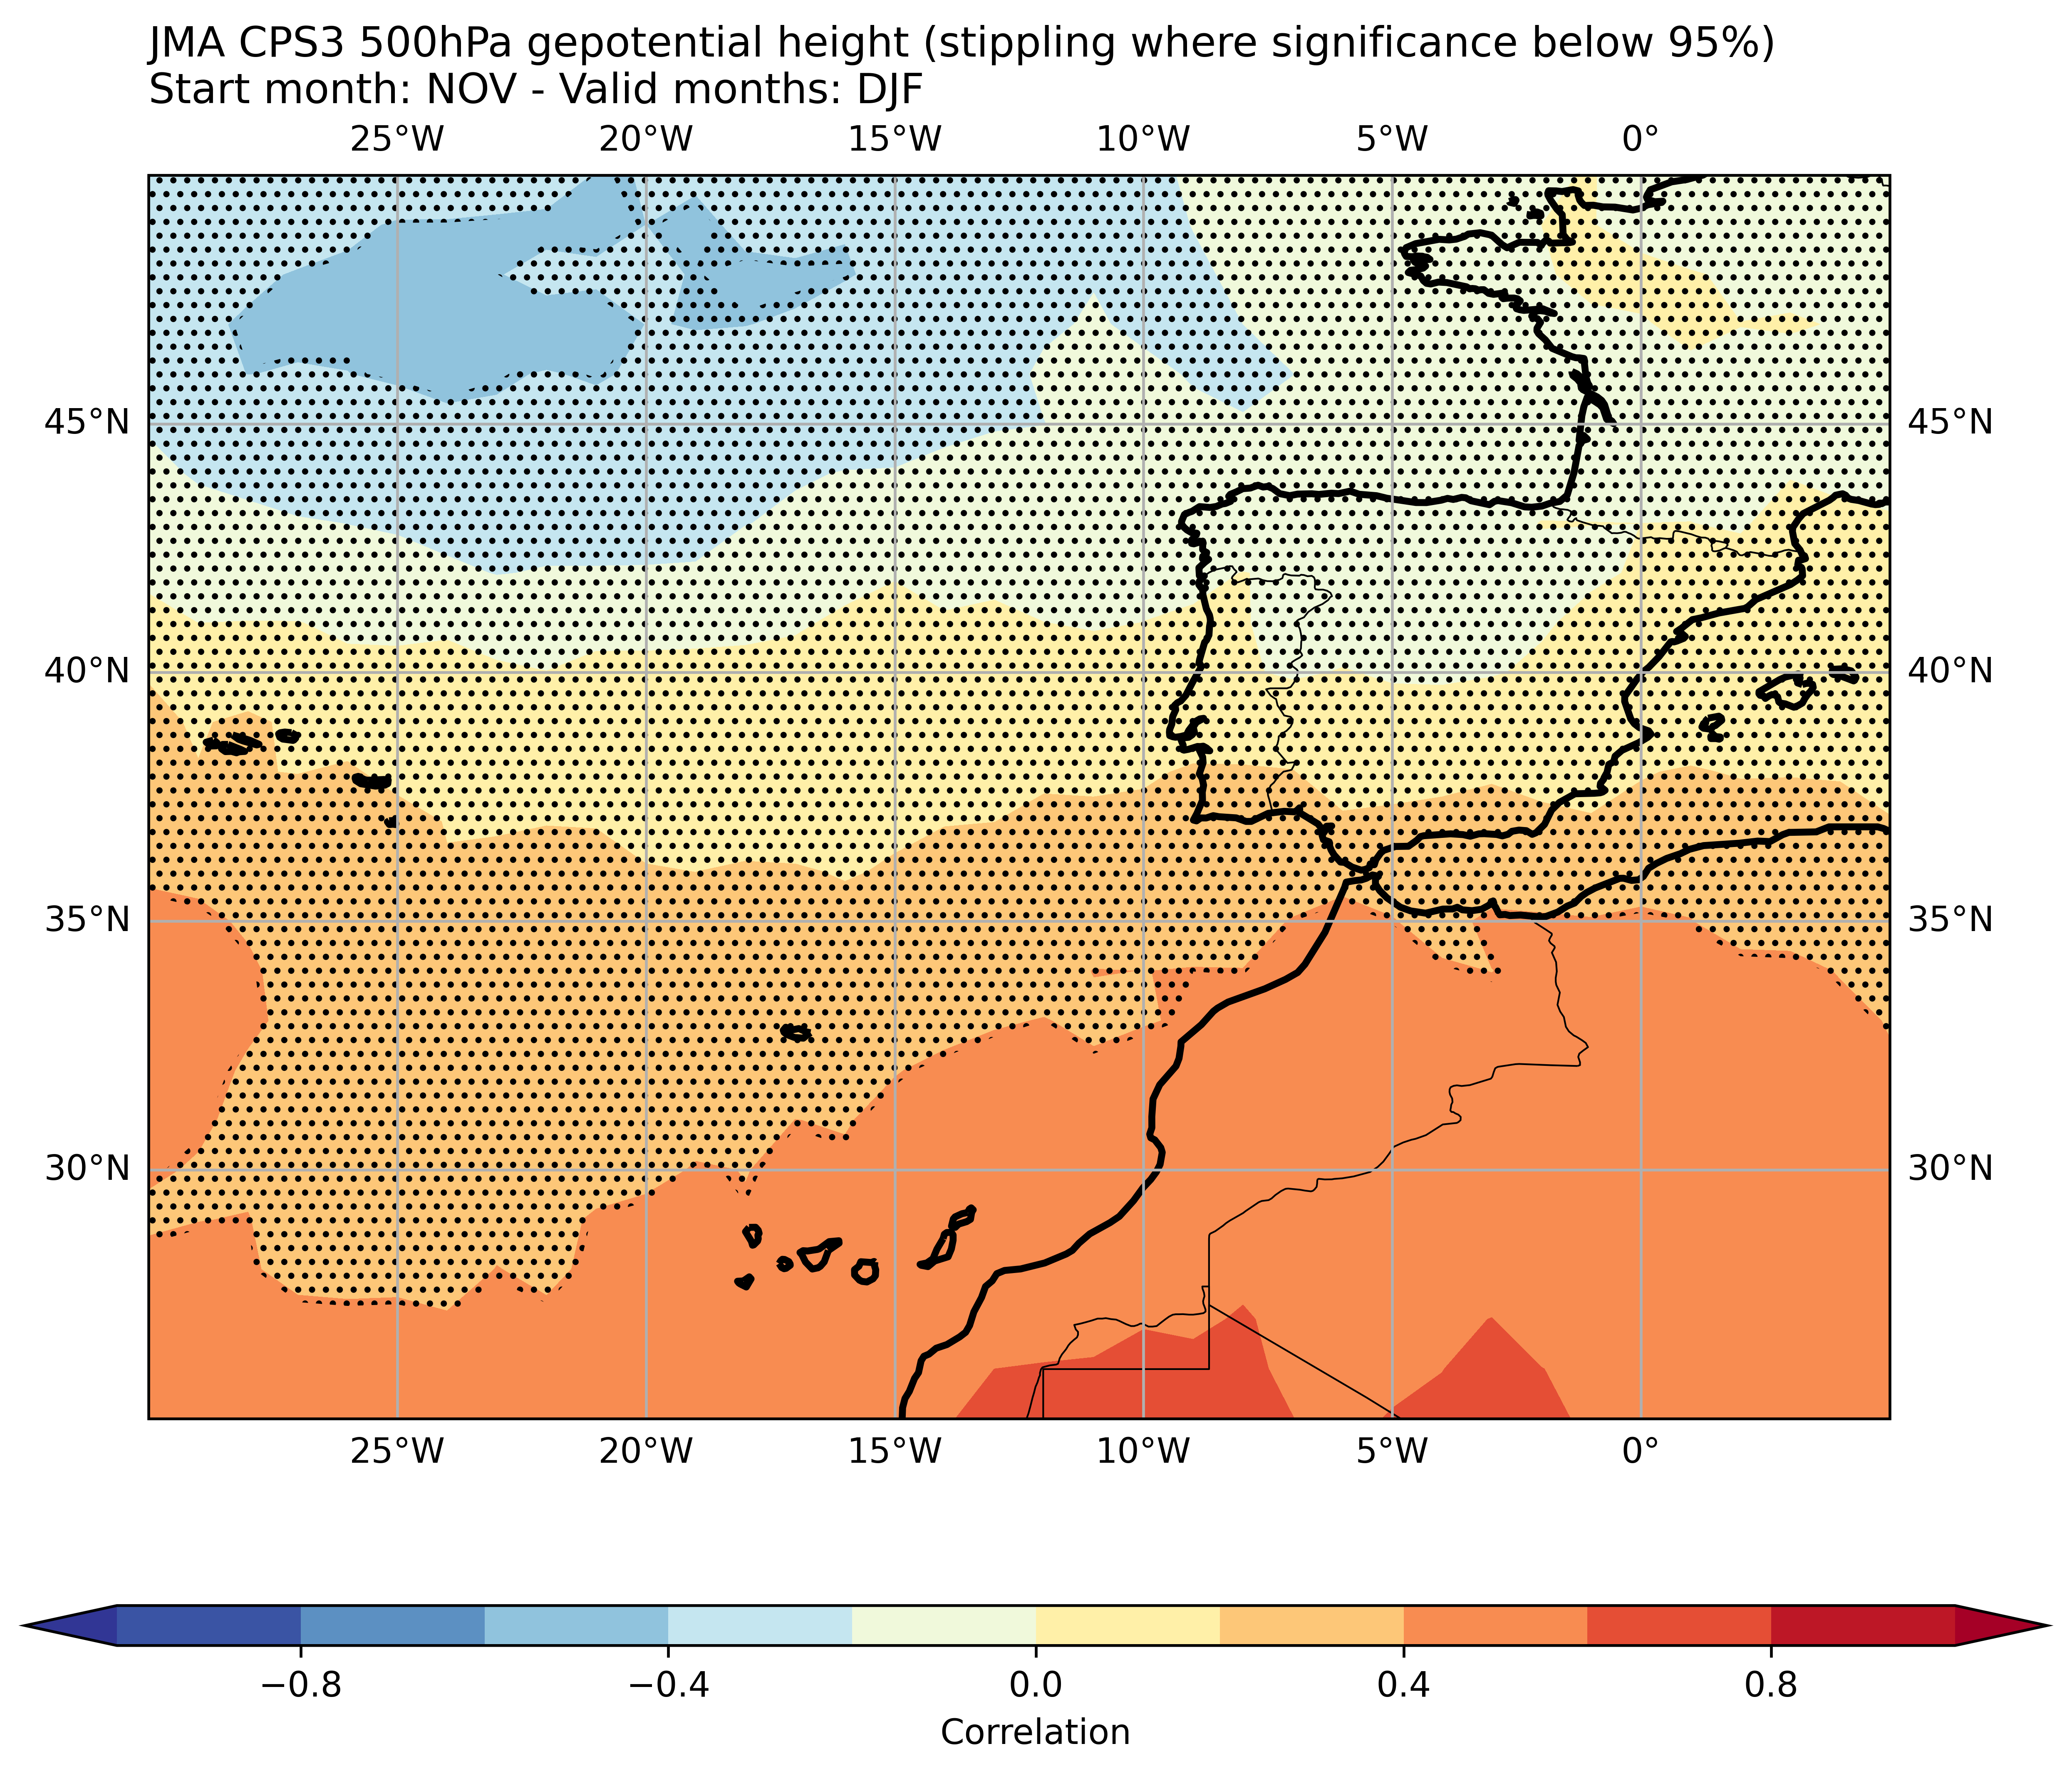 JMA CPS3 500hPa gepotential height (stippling where significance below 95%)
Start month: NOV - Valid months: DJF
25°W 20°W 15°W 10°W 5°W 0°
45°N 45°N
40°N 40°N
35°N 35°N
30°N 30°N
25°W 20°W 15°W 10°W 5°W 0°
−0.8 −0.4 0.0 0.4 0.8
Correlation